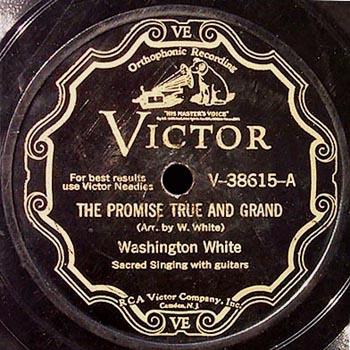 VE
Orthophonic Recording
"HIS MASTER'S VOICE"
VICTOR
For best results
use Victor Needles
V-38615-A
THE PROMISE TRUE AND GRAND
(Arr. by W. White)
Washington White
Sacred Singing with guitars
RCA Victor Company, Inc.
Camden, N.J.
VE